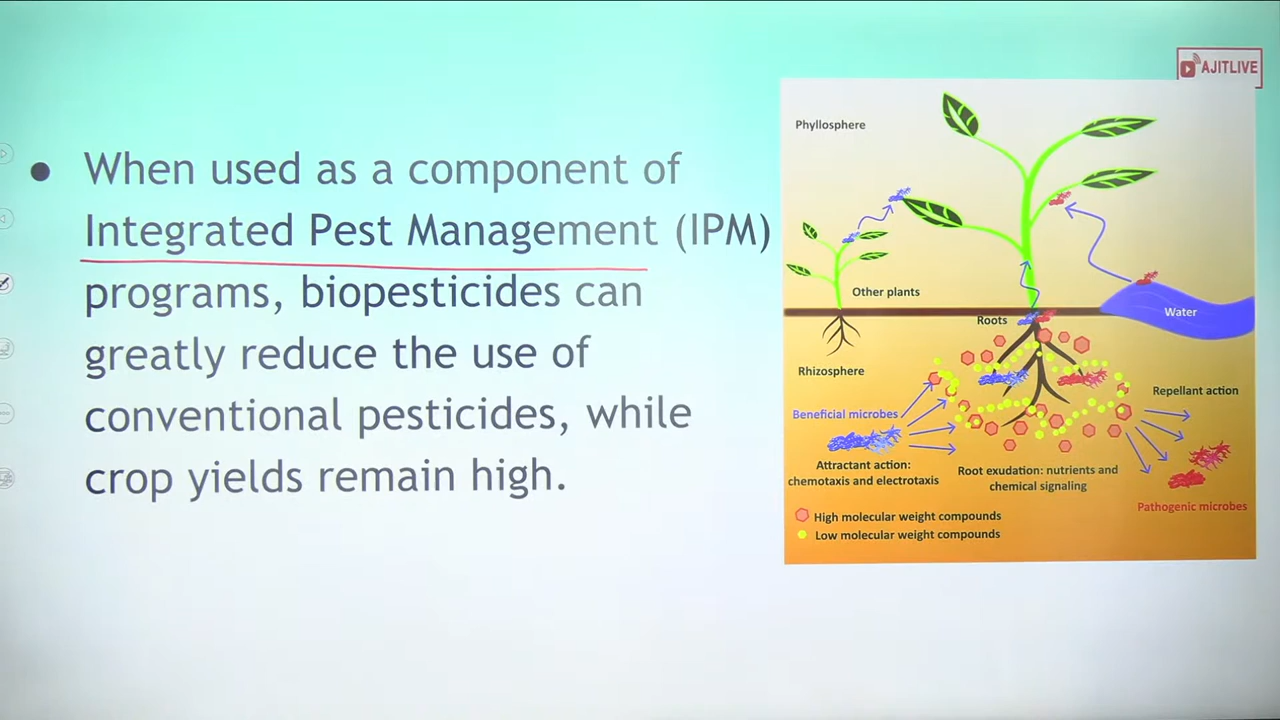 AJITLIVE
• When used as a component of
Integrated Pest Management (IPM)
programs, biopesticides can
greatly reduce the use of
conventional pesticides, while
crop yields remain high.
Phyllosphere
Other plants
Roots
Water
Rhizosphere
Repellant action
Beneficial microbes
Attractant action:
chemotaxis and electrotaxis
Root exudation: nutrients and
chemical signaling
Pathogenic microbes
High molecular weight compounds
Low molecular weight compounds